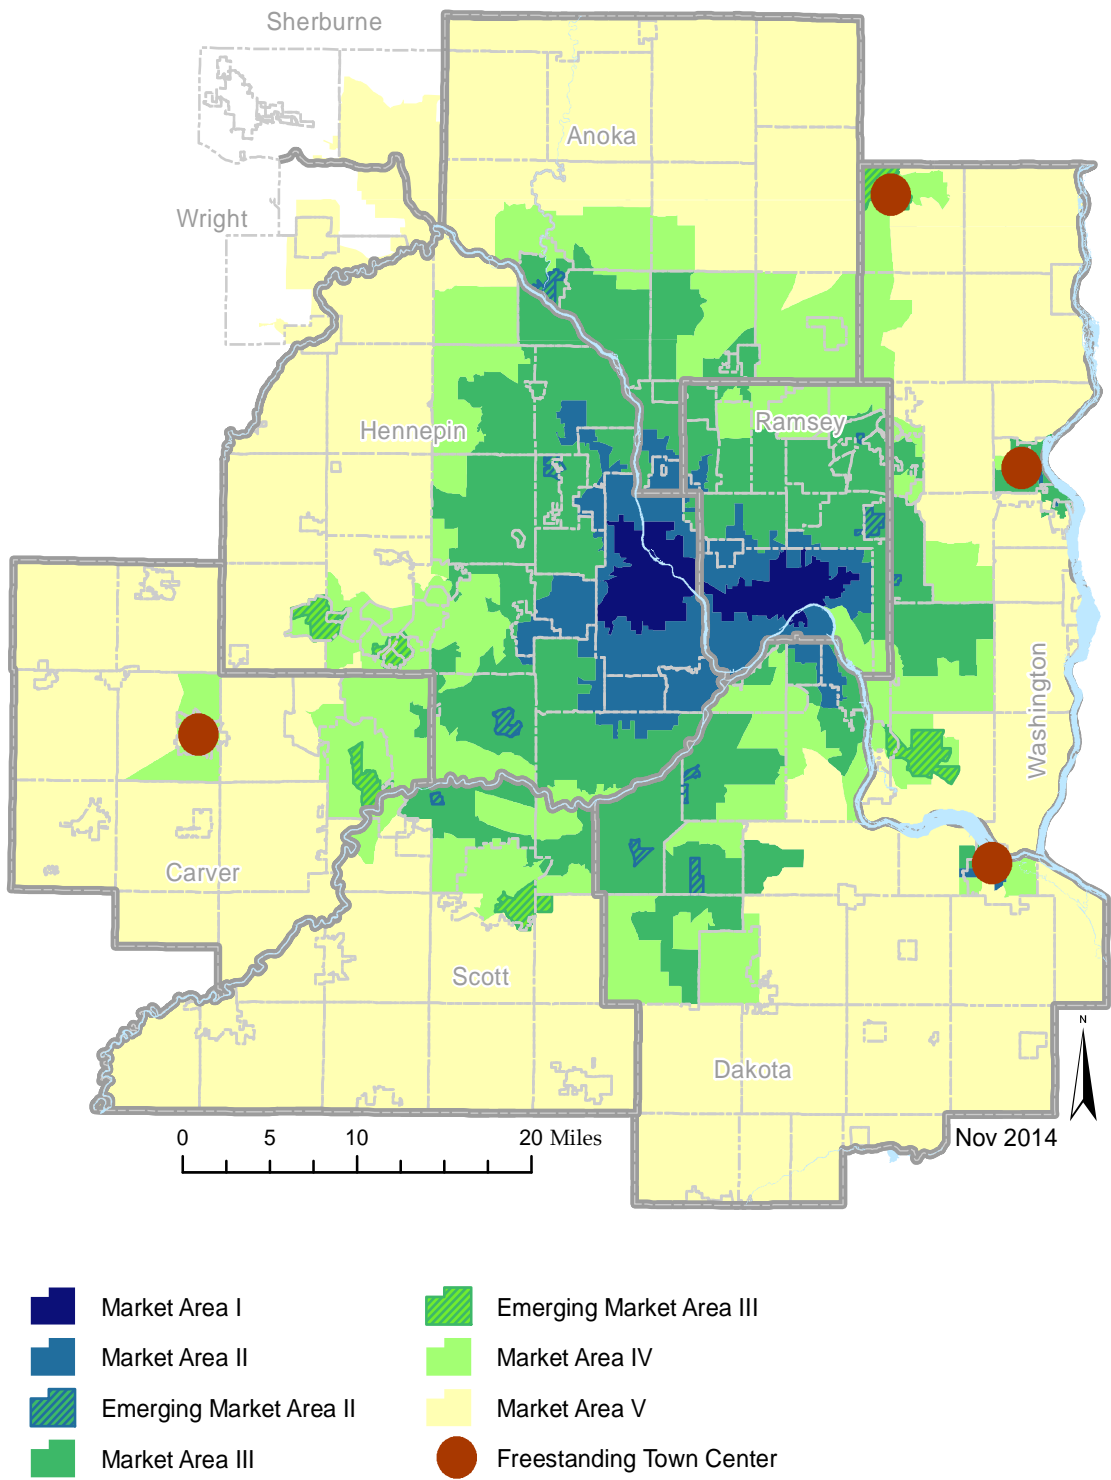 Sherburne
Anoka
Wright
Hennepin
Ramsey
Washington
Carver
Scott
Dakota
N
0 5 10 20 Miles
Nov 2014
Market Area I
Market Area II
Emerging Market Area II
Market Area III
Emerging Market Area III
Market Area IV
Market Area V
Freestanding Town Center